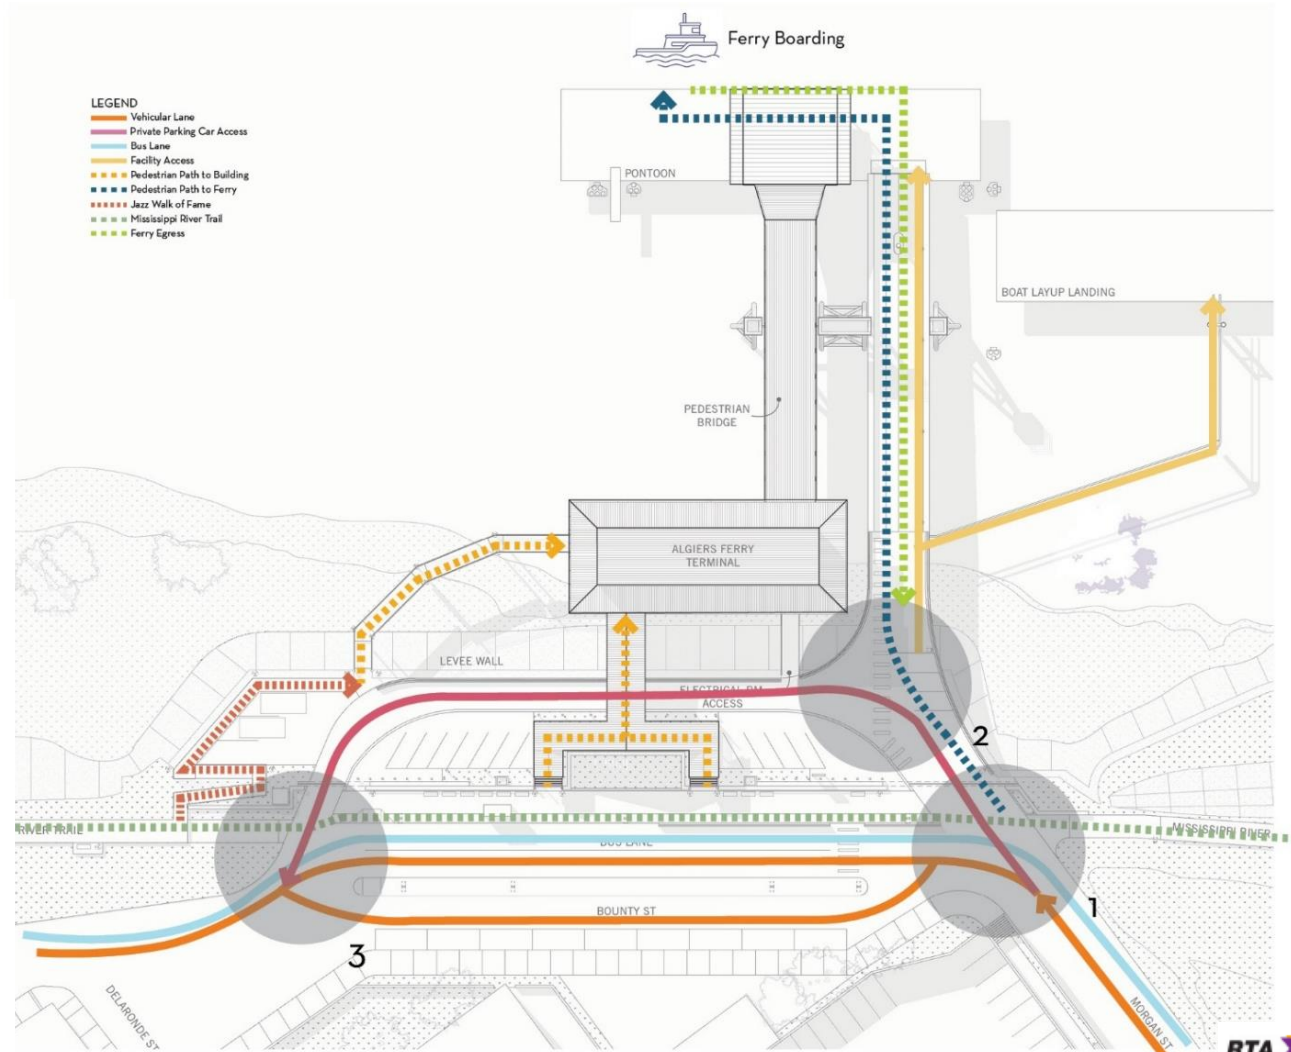 Ferry Boarding
LEGEND
Vehicular Lane
Private Parking Car Access
Bus Lane
Facility Access
Pedestrian Path to Building
Pedestrian Path to Ferry
Jazz Walk of Fame
Mississippi River Trail
Ferry Egress
PONTOON
BOAT LAYUP LANDING
PEDESTRIAN
BRIDGE
ALGIERS FERRY
TERMINAL
LEVEE WALL
ELECTRICAL RM
ACCESS
2
RIVER TRAIL
MISSISSIPPI RIVER
BUS LANE
1
BOUNTY ST
3
DELARONDE ST
MORGAN ST
RTA